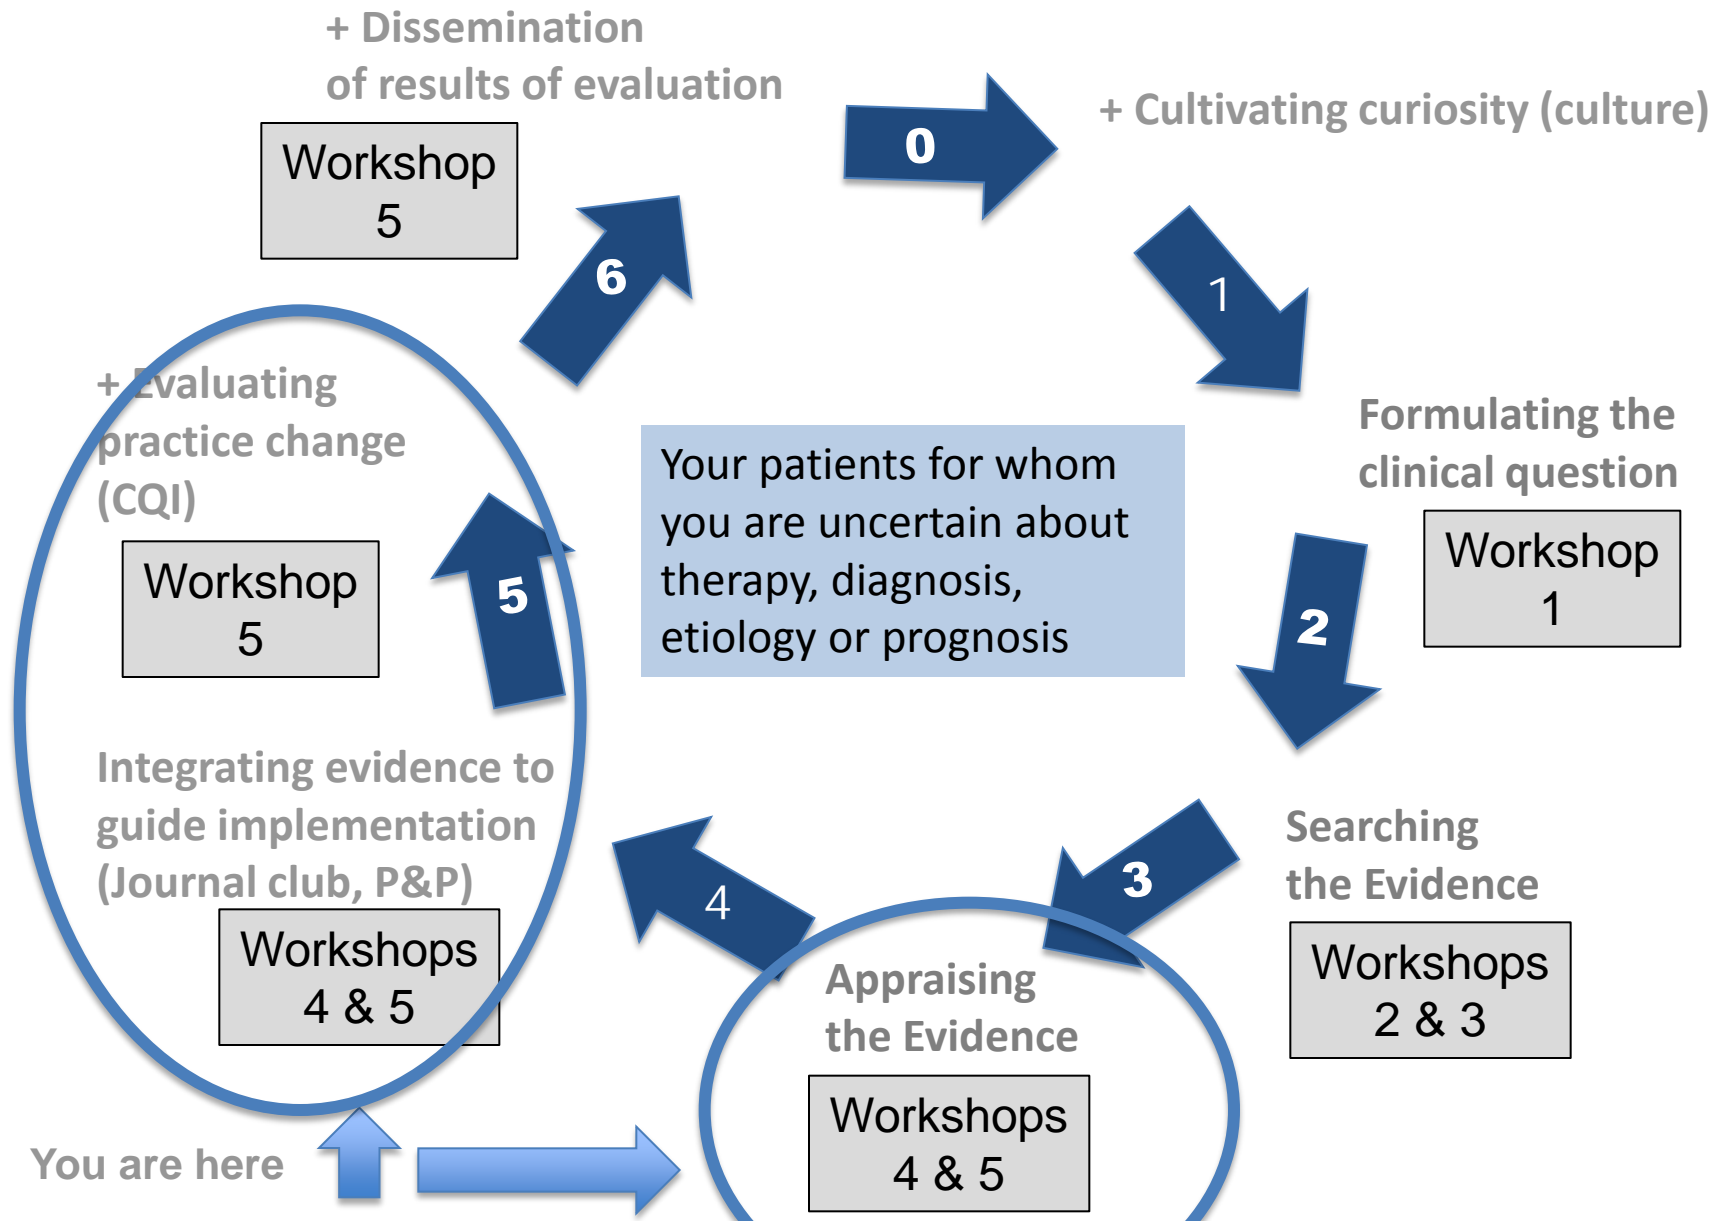 + Dissemination
of results of evaluation
Workshop
5
0
+ Cultivating curiosity (culture)
1
Formulating the
clinical question
Workshop
1
2
Searching
the Evidence
Workshops
2 & 3
3
Appraising
the Evidence
Workshops
4 & 5
4
Integrating evidence to
guide implementation
(Journal club, P&P)
Workshops
4 & 5
5
+ Evaluating
practice change
(CQI)
Workshop
5
6
Your patients for whom
you are uncertain about
therapy, diagnosis,
etiology or prognosis
You are here